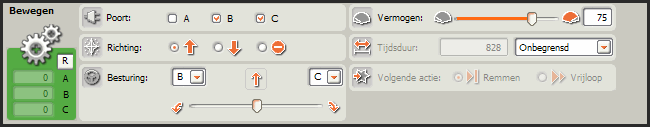 Bewegen
R
0 A
0 B
0 C
Poort: A B C
Richting:
Besturing: B C
Vermogen: 75
Tijdsduur: 828 Onbegrensd
Volgende actie: Remmen Vrijloop